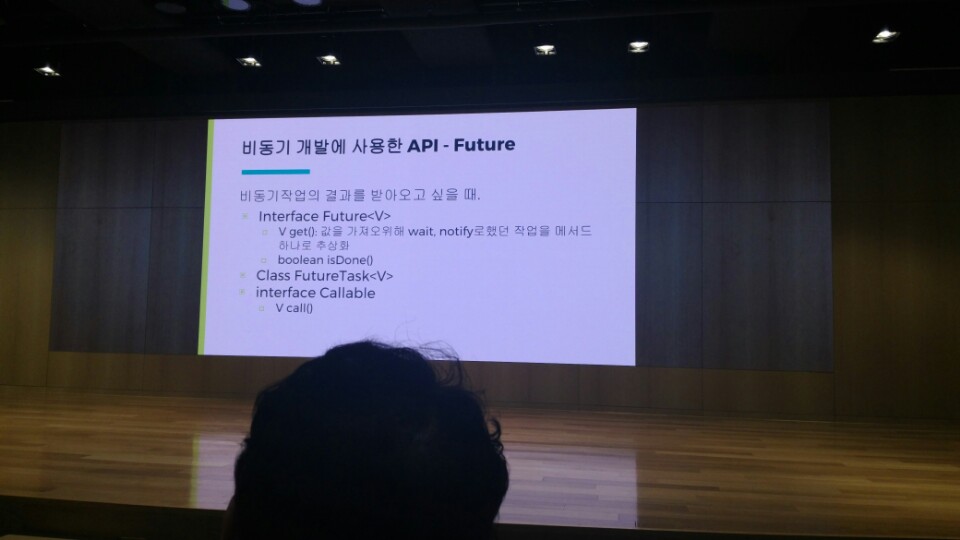 비동기 개발에 사용한 API - Future
비동기작업의 결과를 받아오고 싶을 때.
Interface Future<V>
V get(): 값을 가져오위해 wait, notify로했던 작업을 메서드
하나로 추상화
boolean isDone()
Class FutureTask<V>
interface Callable
V call()